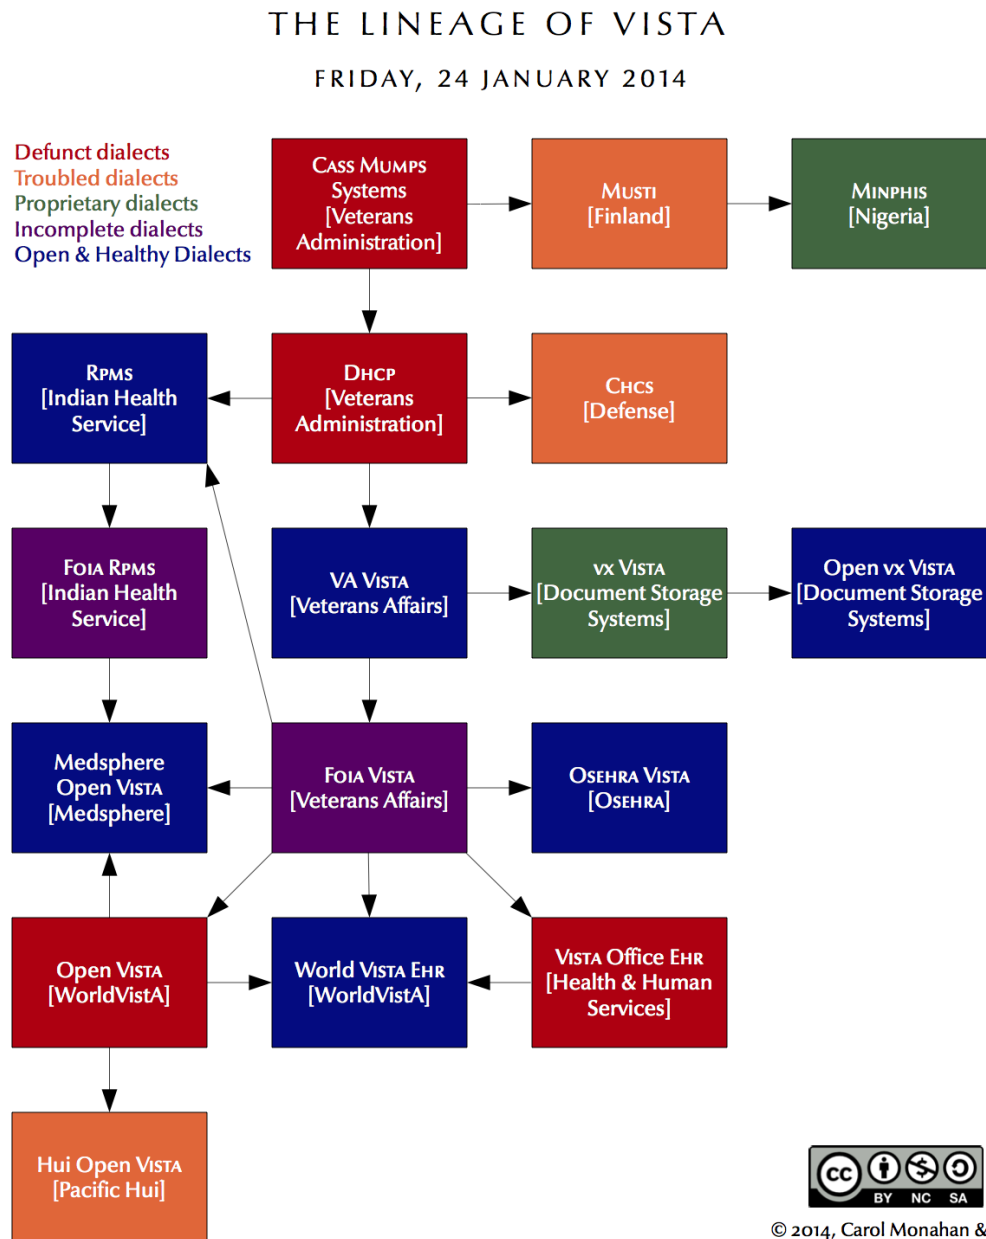 THE LINEAGE OF VISTA
FRIDAY, 24 JANUARY 2014
Defunct dialects
Troubled dialects
Proprietary dialects
Incomplete dialects
Open & Healthy Dialects
CASS MUMPS
Systems
[Veterans
Administration]
MUSTI
[Finland]
MINPHIS
[Nigeria]
RPMS
[Indian Health
Service]
DHCP
[Veterans
Administration]
CHCS
[Defense]
FOIA RPMS
[Indian Health
Service]
VA VISTA
[Veterans Affairs]
VX VISTA
[Document Storage
Systems]
Open VX VISTA
[Document Storage
Systems]
Medsphere
Open VISTA
[Medsphere]
FOIA VISTA
[Veterans Affairs]
OSEHRA VISTA
[OSEHRA]
Open VISTA
[WorldVistA]
World VISTA EHR
[WorldVistA]
VISTA Office EHR
[Health & Human
Services]
Hui Open VISTA
[Pacific Hui]
cc
BY NC SA
© 2014, Carol Monahan &